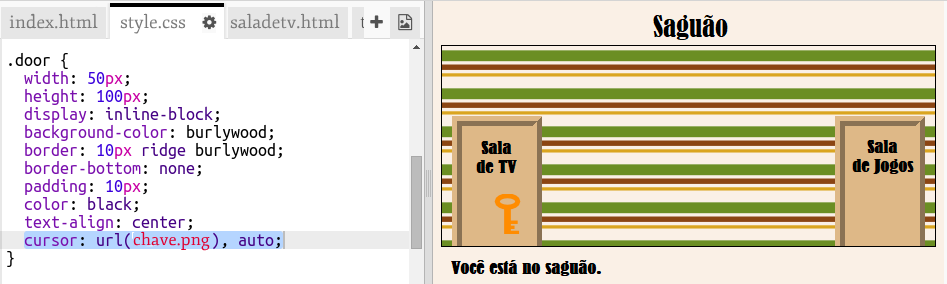 index.html style.css saladetv.html t
.door {
width: 50px;
height: 100px;
display: inline-block;
background-color: burlywood;
border: 10px ridge burlywood;
border-bottom: none;
padding: 10px;
color: black;
text-align: center;
cursor: url(chave.png), auto;
}
Saguão
Sala
de TV
Sala
de Jogos
Você está no saguão.